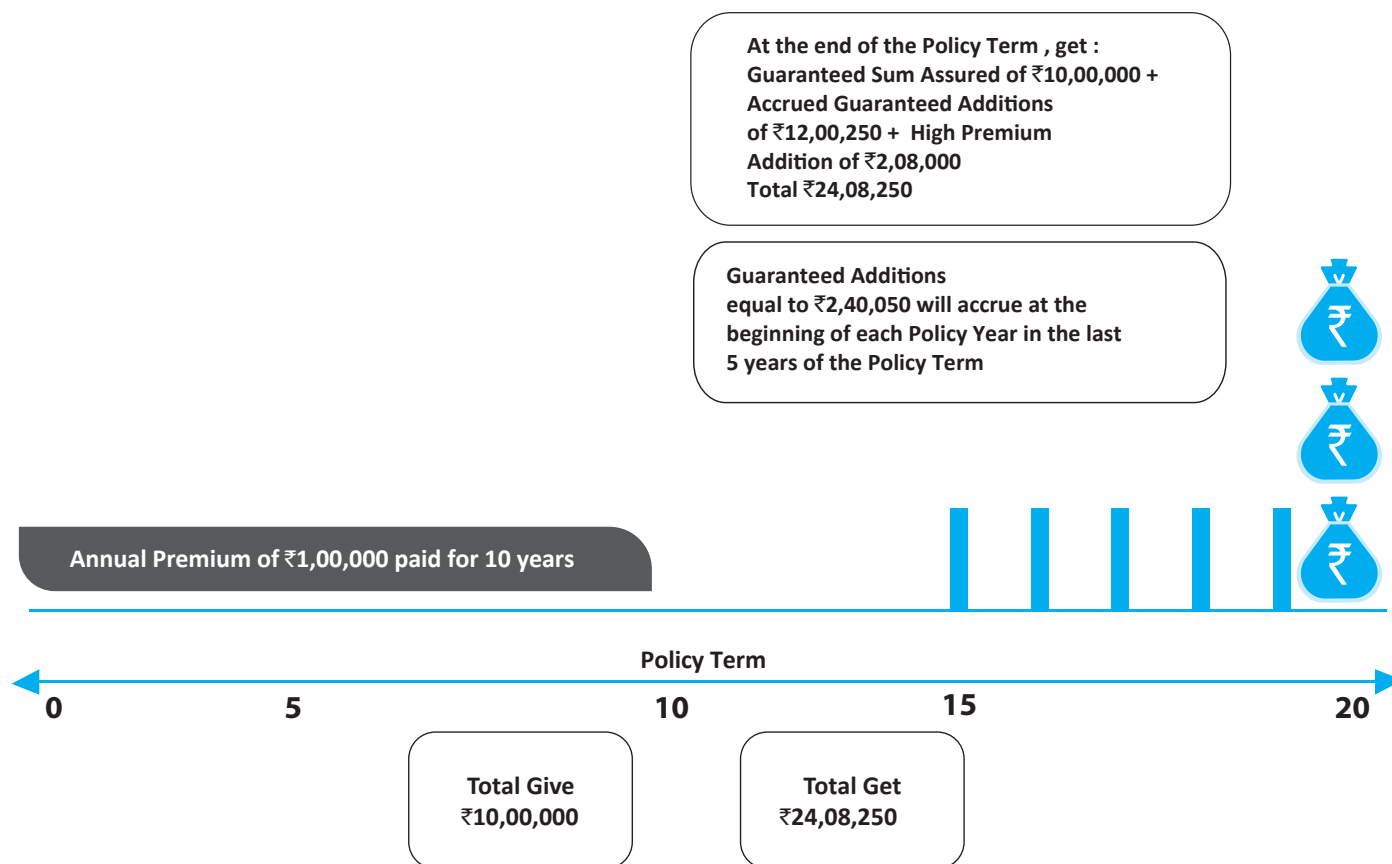 At the end of the Policy Term , get :
Guaranteed Sum Assured of ₹10,00,000 +
Accrued Guaranteed Additions
of ₹12,00,250 + High Premium
Addition of ₹2,08,000
Total ₹24,08,250
Guaranteed Additions
equal to ₹2,40,050 will accrue at the
beginning of each Policy Year in the last
5 years of the Policy Term
₹
₹
₹
Annual Premium of ₹1,00,000 paid for 10 years
Policy Term
0 5 10 15 20
Total Give
₹10,00,000
Total Get
₹24,08,250